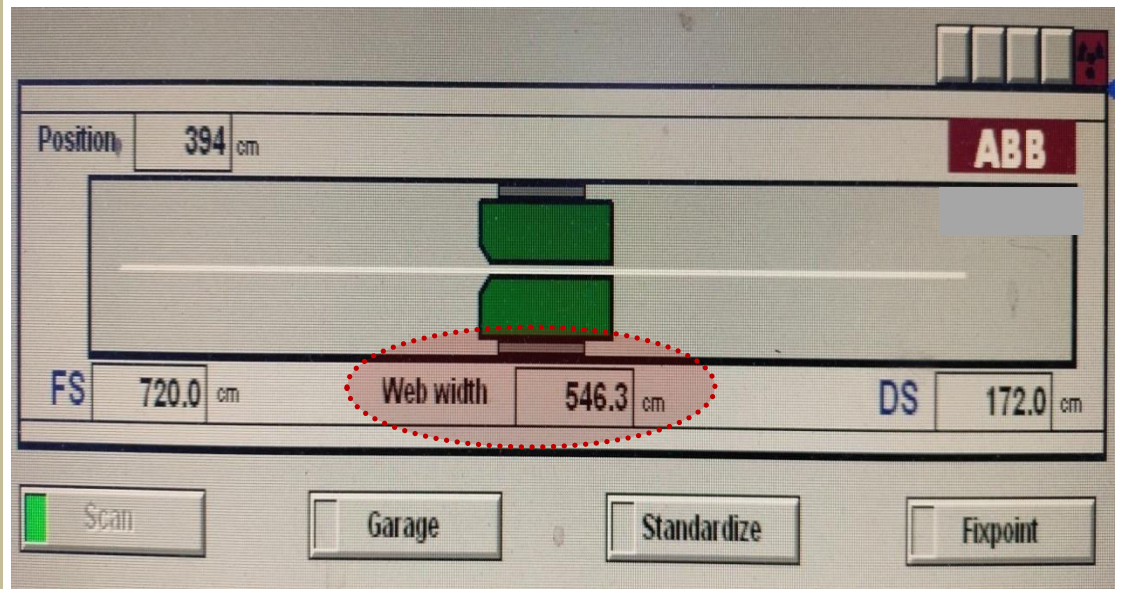 Position 394 cm
ABB
FS 720.0 cm Web width 546.3 cm DS 172.0 cm
Scan Garage Standardize Fixpoint